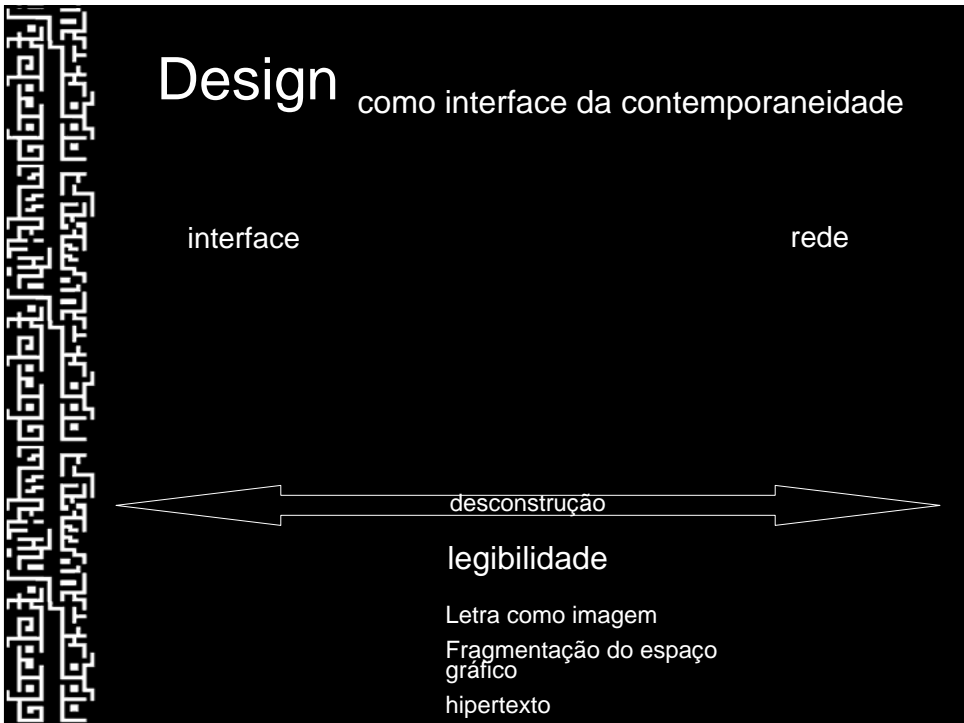 Design como interface da contemporaneidade
interface rede
desconstrução
legibilidade
Letra como imagem
Fragmentação do espaço
gráfico
hipertexto